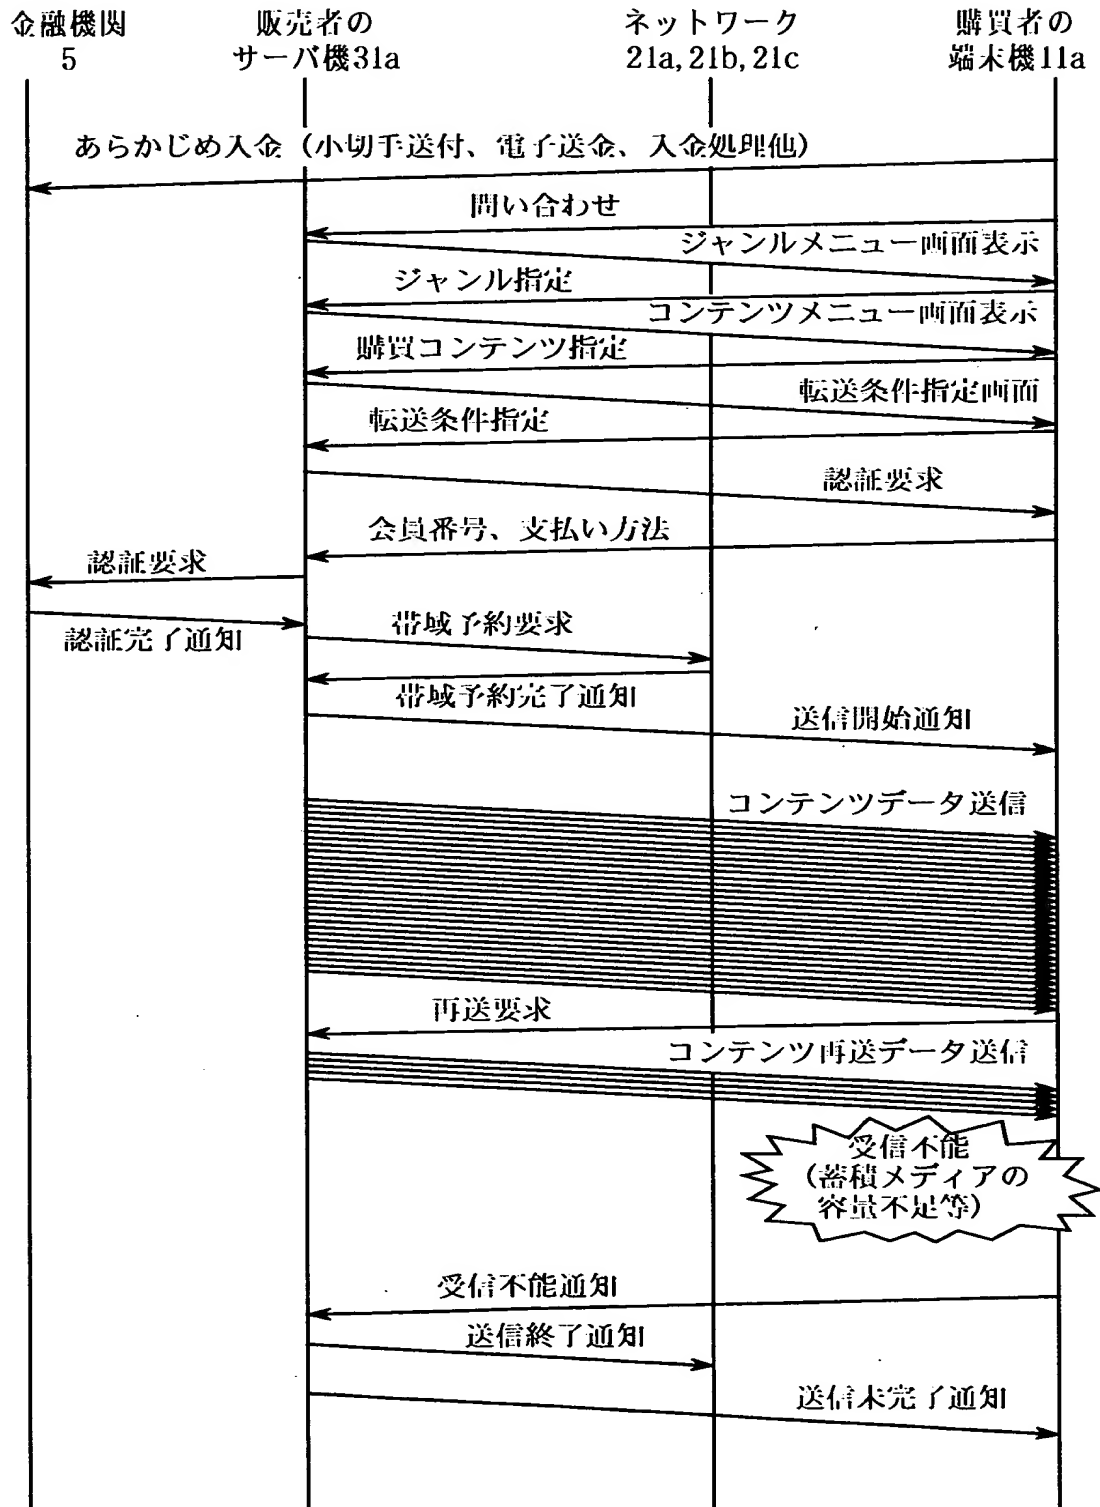 金融機関
5
販売者の
サーバ機31a
ネットワーク
21a,21b,21c
購買者の
端末機11a
あらかじめ入金（小切手送付、電子送金、入金処理他）
問い合わせ
ジャンルメニュー画面表示
ジャンル指定
コンテンツメニュー画面表示
購買コンテンツ指定
転送条件指定画面
転送条件指定
認証要求
会員番号、支払い方法
認証要求
認証完了通知
帯域予約要求
帯域予約完了通知
送信開始通知
コンテンツデータ送信
再送要求
コンテンツ再送データ送信
受信不能
（蓄積メディアの
容量不足等）
受信不能通知
送信終了通知
送信未完了通知